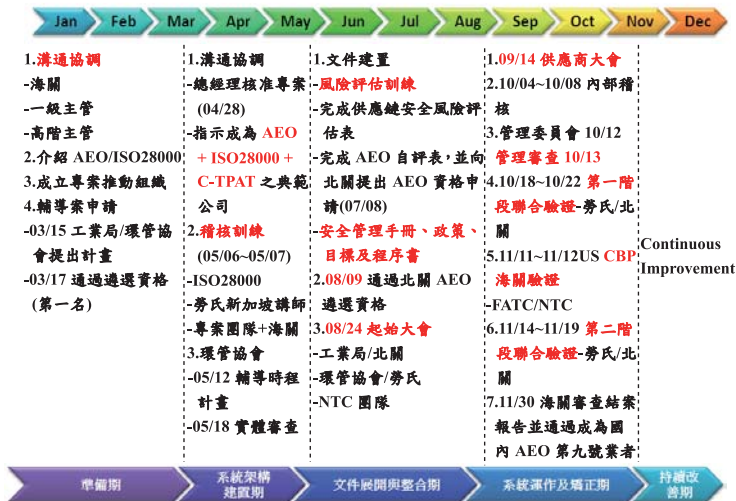 Jan Feb Mar Apr May Jun Jul Aug Sep Oct Nov Dec
1.溝通協調
-海關
-一級主管
-高階主管
2.介紹 AEO/ISO28000
3.成立專案推動組織
4.輔導案申請
-03/15 工業局/環管協
會提出計畫
-03/17 通過遴選資格
(第一名)
1.溝通協調
-總經理核准專案
(04/28)
-指示成為 AEO
+ ISO28000 +
C-TPAT 之典範
公司
2.稽核訓練
(05/06~05/07)
-ISO28000
-勞氏新加坡講師
-專案團隊+海關
3.環管協會
-05/12 輔導時程
計畫
-05/18 實體審查
1.文件建置
-風險評估訓練
-完成供應鏈安全風險評
估表
-完成 AEO 自評表，並向
北關提出 AEO 資格申
請(07/08)
-安全管理手冊、政策、
目標及程序書
2.08/09 通過北關 AEO
遴選資格
3.08/24 起始大會
-工業局/北關
-環管協會/勞氏
-NTC 團隊
1.09/14 供應商大會
2.10/04~10/08 內部稽
核
3.管理委員會 10/12
管理審查 10/13
4.10/18~10/22 第一階
段聯合驗證-勞氏/北
關
5.11/11~11/12US CBP
海關驗證
-FATC/NTC
6.11/14~11/19 第二階
段聯合驗證-勞氏/北
關
7.11/30 海關審查結案
報告並通過成為國
內 AEO 第九號業者
Continuous
Improvement
準備期
系統架構
建置期
文件展開與整合期
系統運作及矯正期
持續改
善期